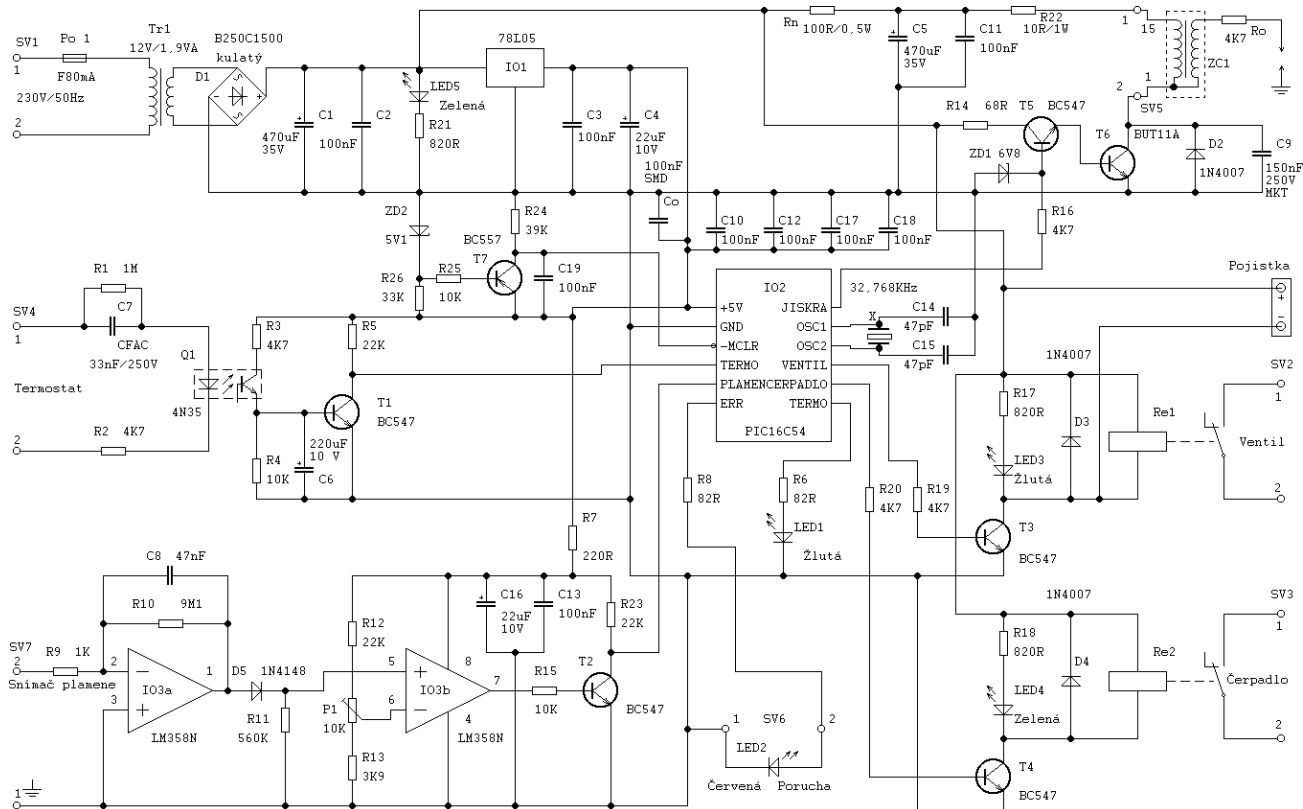 SV1
1
Po 1
F80mA
230V/50Hz
2
Tr1
12V/1,9VA
B250C1500
kulatý
D1
C1
470uF
35V
C2
100nF
LED5
Zelená
R21
820R
78L05
IO1
C3
100nF
C4
22uF
10V
100nF
SMD
Co
Rn
100R/0,5W
C5
470uF
35V
C11
100nF
R22
10R/1W
1
15
ZC1
Ro
4K7
2
1
SV5
R14
68R
T5
BC547
T6
BUT11A
ZD1 6V8
D2
1N4007
C9
150nF
250V
MKT
R16
4K7
ZD2
5V1
R24
39K
BC557
T7
R25
10K
R26
33K
C19
100nF
C10
100nF
C12
100nF
C17
100nF
C18
100nF
R1 1M
C7
CFAC
33nF/250V
SV4
1
Termostat
2
R2 4K7
Q1
4N35
R3
4K7
R5
22K
T1
BC547
220uF
10 V
C6
R4
10K
IO2
+5V
JISKRA
GND
OSC1
-MCLR
OSC2
TERMO
VENTIL
PLAMEN
CERPADLO
ERR
TERMO
PIC16C54
32,768KHz
X
C14
47pF
C15
47pF
Pojistka
+
−
1N4007
R17
820R
D3
LED3
Žlutá
Re1
SV2
1
Ventil
2
T3
BC547
R8
82R
R6
82R
LED1
Žlutá
R20
4K7
R19
4K7
R7
220R
C8 47nF
R10 9M1
SV7
2
R9 1K
Snímač plamene
2
−
3
+
1
IO3a
LM358N
D5
1N4148
R11
560K
R12
22K
P1
10K
R13
3K9
5
+
6
−
8
7
4
IO3b
LM358N
C16
22uF
10V
C13
100nF
R23
22K
R15
10K
T2
BC547
1
SV6
2
LED2
Červená
Porucha
1N4007
R18
820R
D4
LED4
Zelená
Re2
SV3
1
Čerpadlo
2
T4
BC547
1